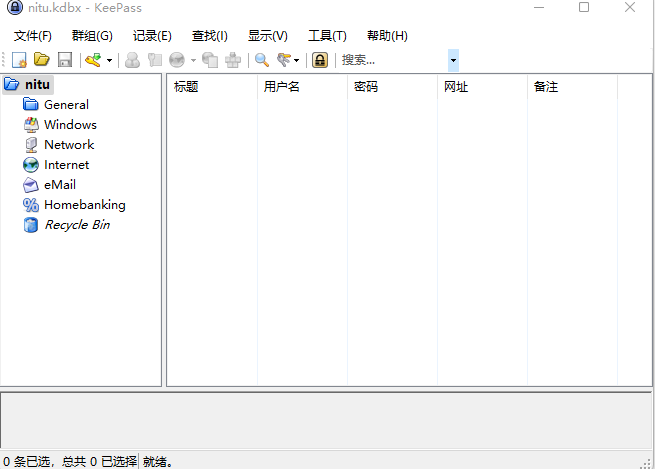 nitu.kdbx - KeePass
文件(F) 群组(G) 记录(E) 查找(I) 显示(V) 工具(T) 帮助(H)
搜索...
nitu
General
Windows
Network
Internet
eMail
Homebanking
Recycle Bin
标题 用户名 密码 网址 备注
0 条已选，总共 0 已选择 就绪。